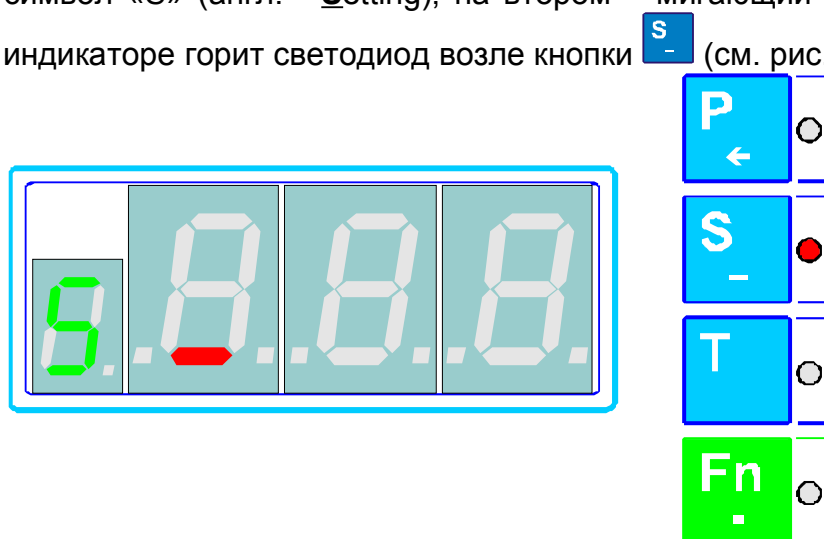 символ «S» (англ. – Setting), на втором – мигающий
индикаторе горит светодиод возле кнопки S _ (см. рис
P
←
S
_
T
Fn
.
S _